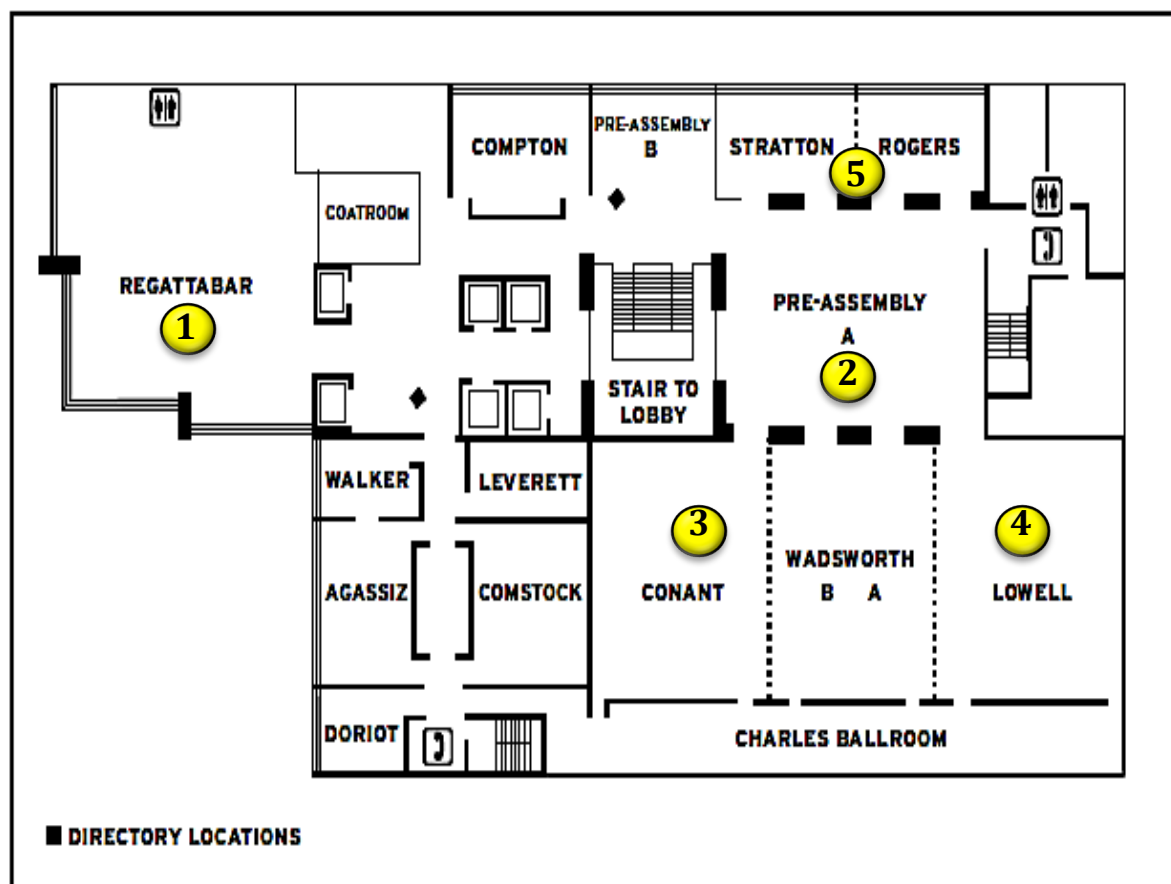 COMPTON
PRE-ASSEMBLY
B
STRATTON
ROGERS
5
COATROOM
REGATTABAR
1
PRE-ASSEMBLY
A
2
STAIR TO
LOBBY
WALKER
LEVERETT
3
4
AGASSIZ
COMSTOCK
CONANT
WADSWORTH
B A
LOWELL
DORIOT
CHARLES BALLROOM
DIRECTORY LOCATIONS